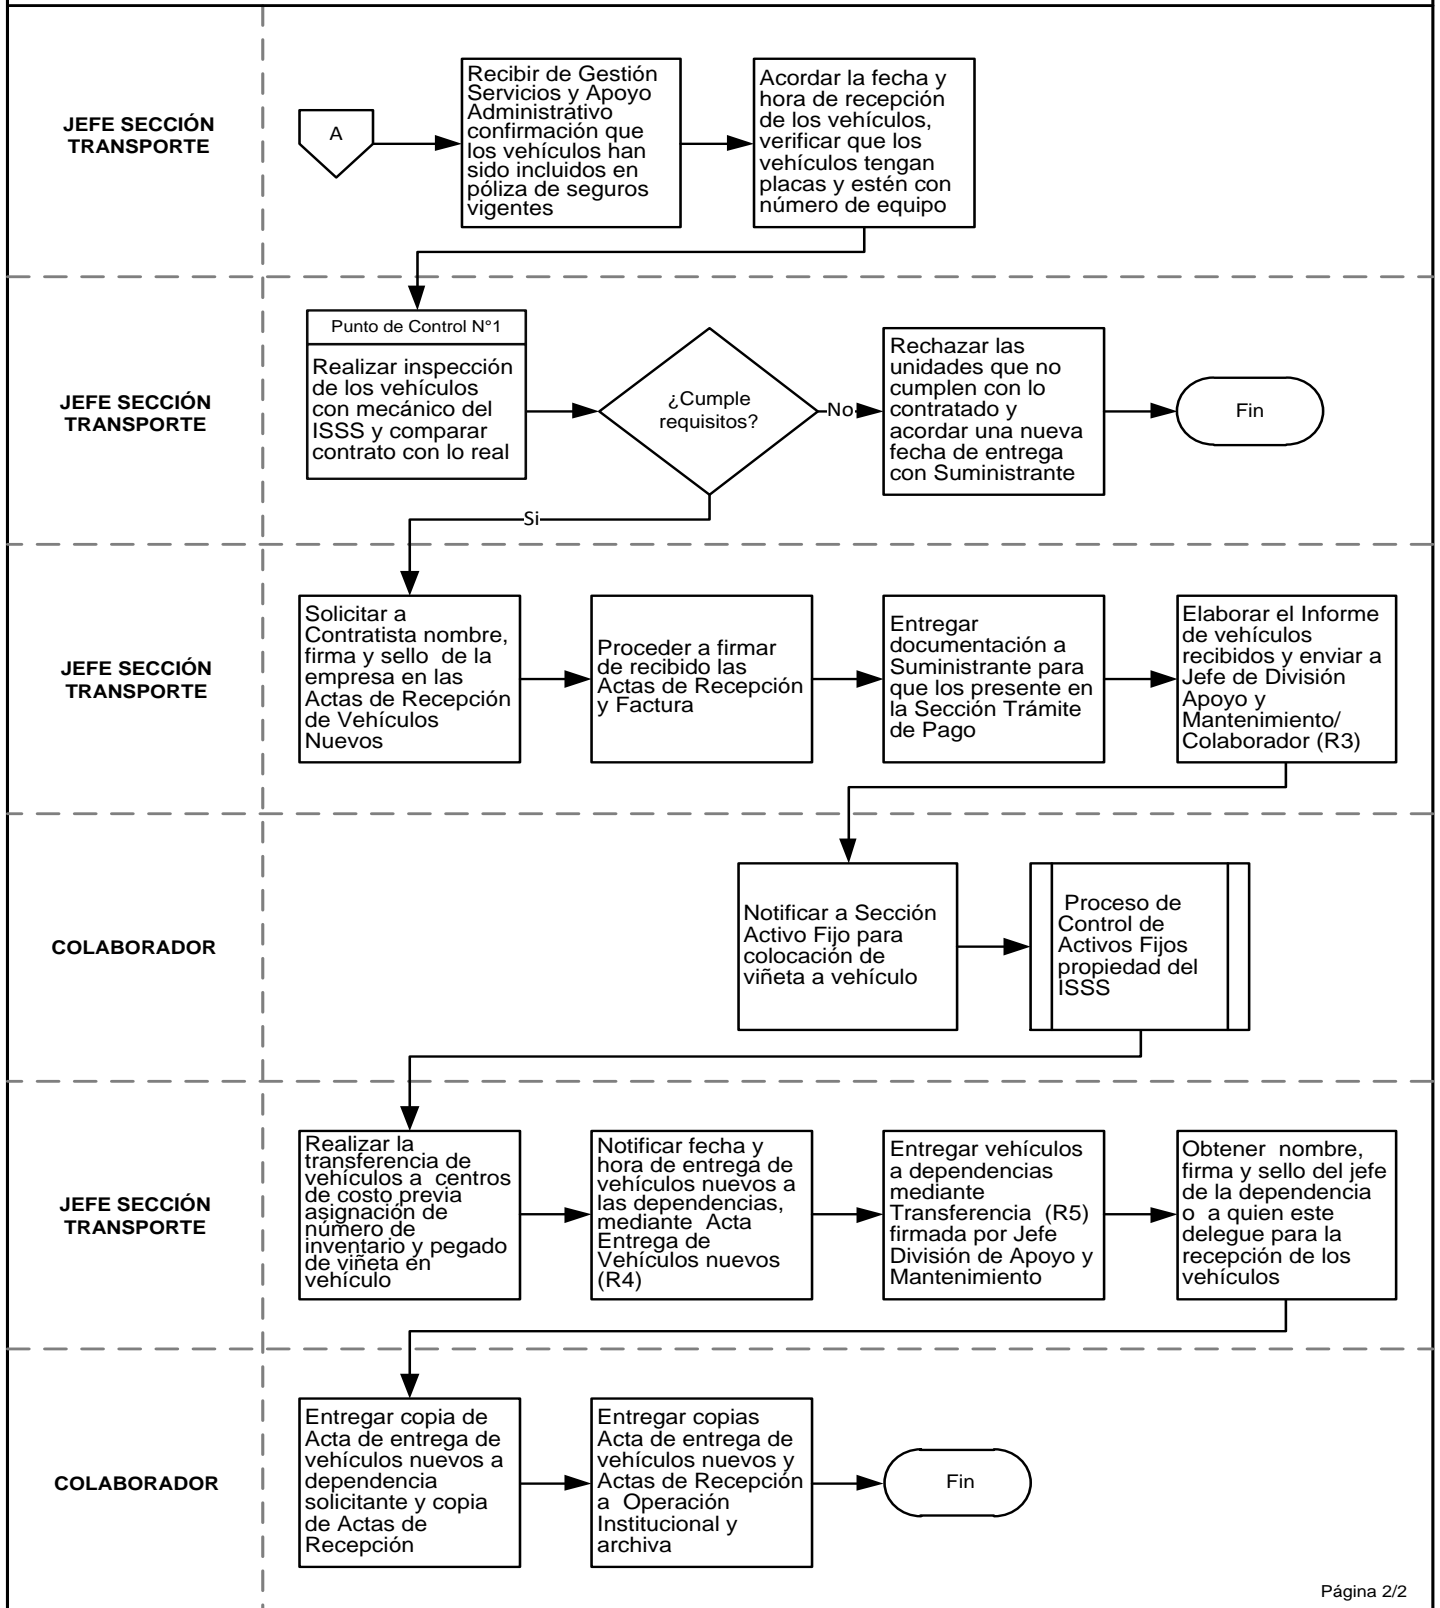 JEFE SECCIÓN
TRANSPORTE
A
Recibir de Gestión
Servicios y Apoyo
Administrativo
confirmación que
los vehículos han
sido incluidos en
póliza de seguros
vigentes
Acordar la fecha y
hora de recepción
de los vehículos,
verificar que los
vehículos tengan
placas y estén con
número de equipo
JEFE SECCIÓN
TRANSPORTE
Punto de Control N°1
Realizar inspección
de los vehículos
con mecánico del
ISSS y comparar
contrato con lo real
¿Cumple
requisitos?
No
Rechazar las
unidades que no
cumplen con lo
contratado y
acordar una nueva
fecha de entrega
con Suministrante
Fin
Si
JEFE SECCIÓN
TRANSPORTE
Solicitar a
Contratista nombre,
firma y sello  de la
empresa en las
Actas de Recepción
de Vehículos
Nuevos
Proceder a firmar
de recibido las
Actas de Recepción
y Factura
Entregar
documentación a
Suministrante para
que los presente en
la Sección Trámite
de Pago
Elaborar el Informe
de vehículos
recibidos y enviar a
Jefe de División
Apoyo y
Mantenimiento/
Colaborador (R3)
COLABORADOR
Notificar a Sección
Activo Fijo para
colocación de
viñeta a vehículo
Proceso de
Control de
Activos Fijos
propiedad del
ISSS
JEFE SECCIÓN
TRANSPORTE
Realizar la
transferencia de
vehículos a  centros
de costo previa
asignación de
número de
inventario y pegado
de viñeta en
vehículo
Notificar fecha y
hora de entrega de
vehículos nuevos a
las dependencias,
mediante  Acta
Entrega de
Vehículos nuevos
(R4)
Entregar vehículos
a dependencias
mediante
Transferencia  (R5)
firmada por Jefe
División de Apoyo y
Mantenimiento
Obtener  nombre,
firma y sello del jefe
de la dependencia
o  a quien este
delegue para la
recepción de los
vehículos
COLABORADOR
Entregar copia de
Acta de entrega de
vehículos nuevos a
dependencia
solicitante y copia
de Actas de
Recepción
Entregar copias
Acta de entrega de
vehículos nuevos y
Actas de Recepción
a  Operación
Institucional y
archiva
Fin
Página 2/2